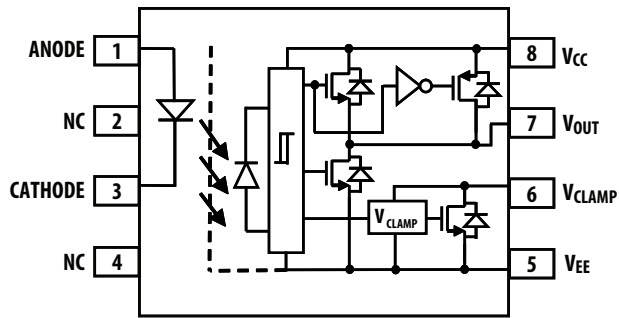 ANODE 1
NC 2
CATHODE 3
NC 4
8 VCC
7 VOUT
6 VCLAMP
5 VEE
VCLAMP